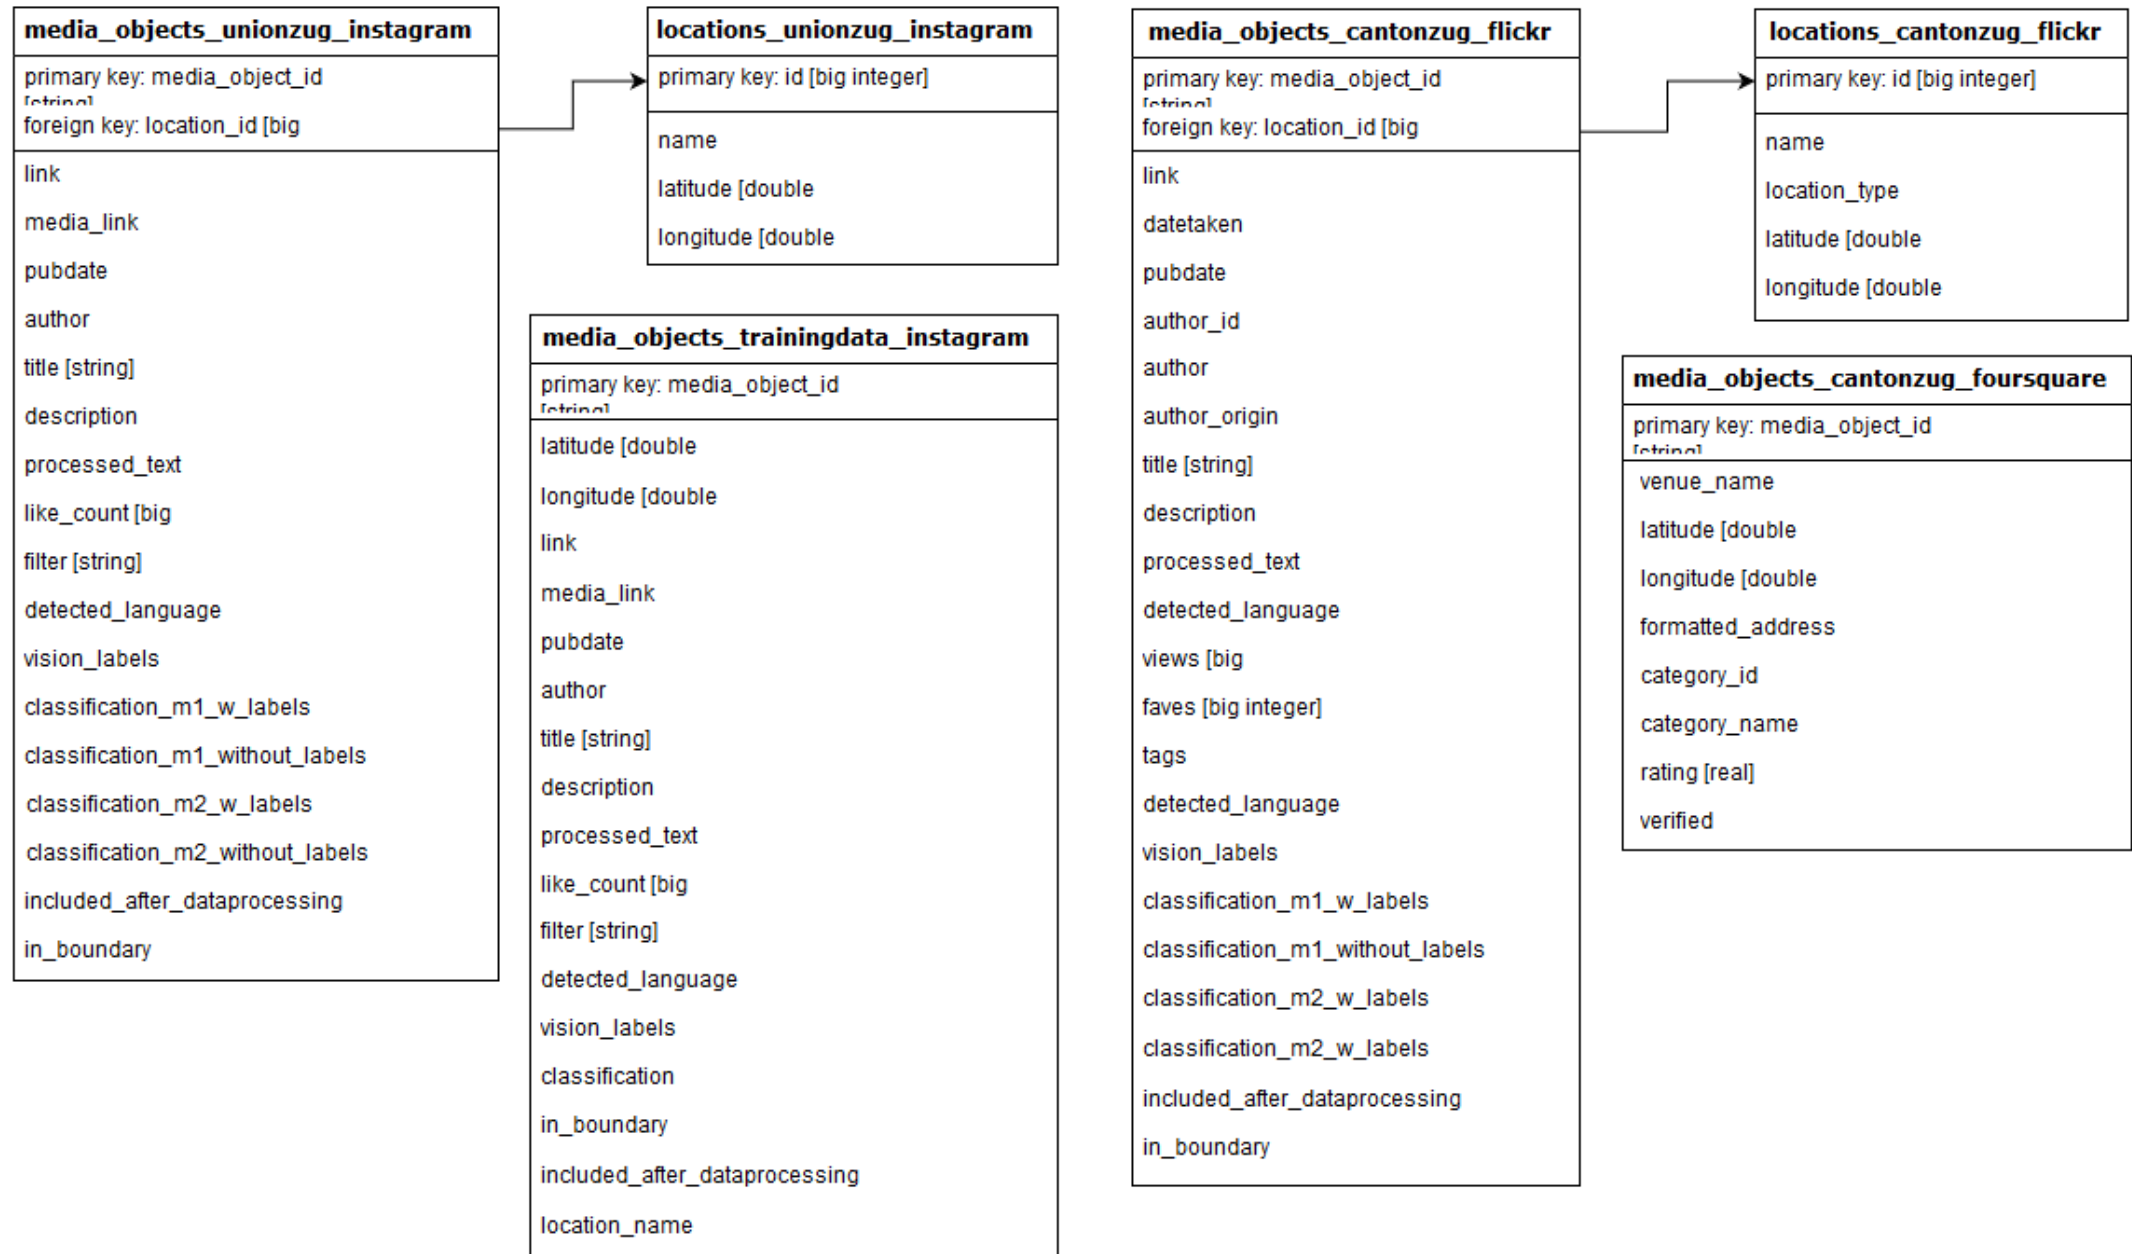 media_objects_unionzug_instagram
primary key: media_object_id
[string]
foreign key: location_id [big
link
media_link
pubdate
author
title [string]
description
processed_text
like_count [big
filter [string]
detected_language
vision_labels
classification_m1_w_labels
classification_m1_without_labels
classification_m2_w_labels
classification_m2_without_labels
included_after_dataprocessing
in_boundary
locations_unionzug_instagram
primary key: id [big integer]
name
latitude [double
longitude [double
media_objects_trainingdata_instagram
primary key: media_object_id
[string]
latitude [double
longitude [double
link
media_link
pubdate
author
title [string]
description
processed_text
like_count [big
filter [string]
detected_language
vision_labels
classification
in_boundary
included_after_dataprocessing
location_name
media_objects_cantonzug_flickr
primary key: media_object_id
[string]
foreign key: location_id [big
link
datetaken
pubdate
author_id
author
author_origin
title [string]
description
processed_text
detected_language
views [big
faves [big integer]
tags
detected_language
vision_labels
classification_m1_w_labels
classification_m1_without_labels
classification_m2_w_labels
classification_m2_w_labels
included_after_dataprocessing
in_boundary
locations_cantonzug_flickr
primary key: id [big integer]
name
location_type
latitude [double
longitude [double
media_objects_cantonzug_foursquare
primary key: media_object_id
[string]
venue_name
latitude [double
longitude [double
formatted_address
category_id
category_name
rating [real]
verified